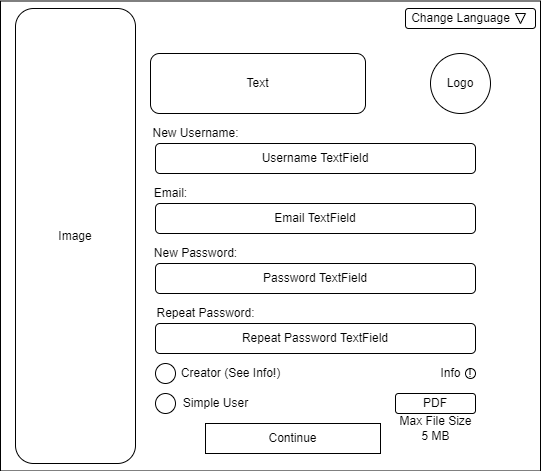 Change Language ▽
Text
Logo
New Username:
Username TextField
Email:
Email TextField
Image
New Password:
Password TextField
Repeat Password:
Repeat Password TextField
Creator (See Info!)
Info !
Simple User
PDF
Max File Size
5 MB
Continue